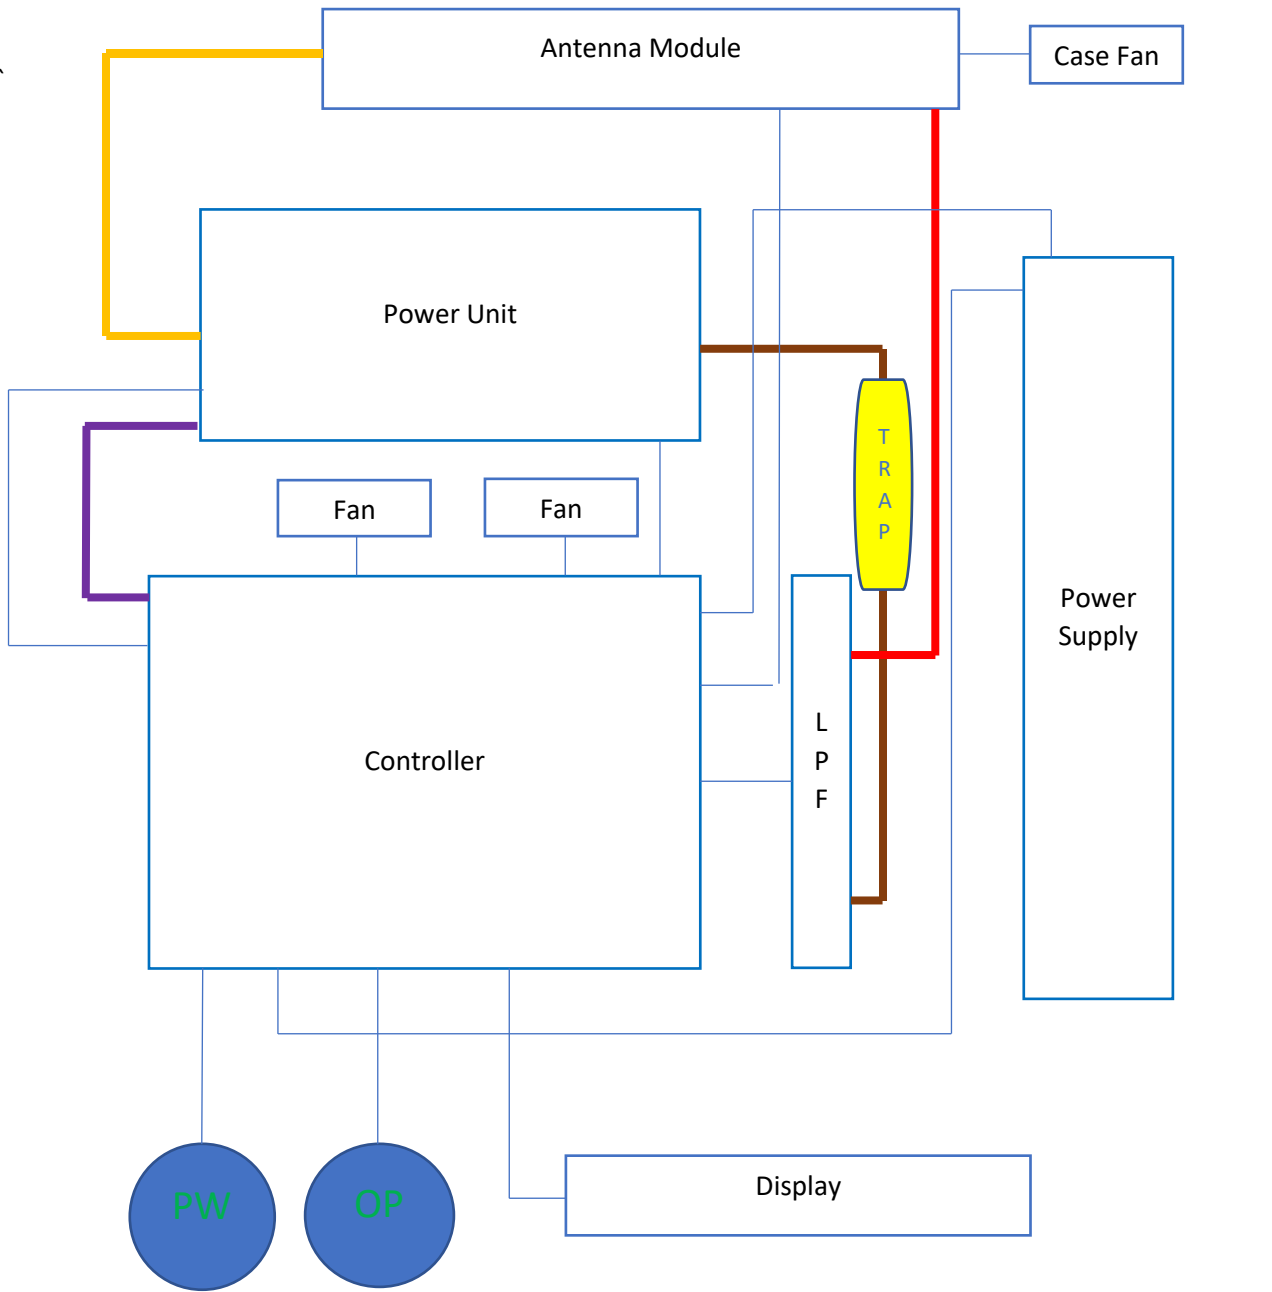 Antenna Module
Case Fan
`
Power Unit
T
R
A
P
Fan
Fan
Power
Supply
L
P
F
Controller
PW
OP
Display